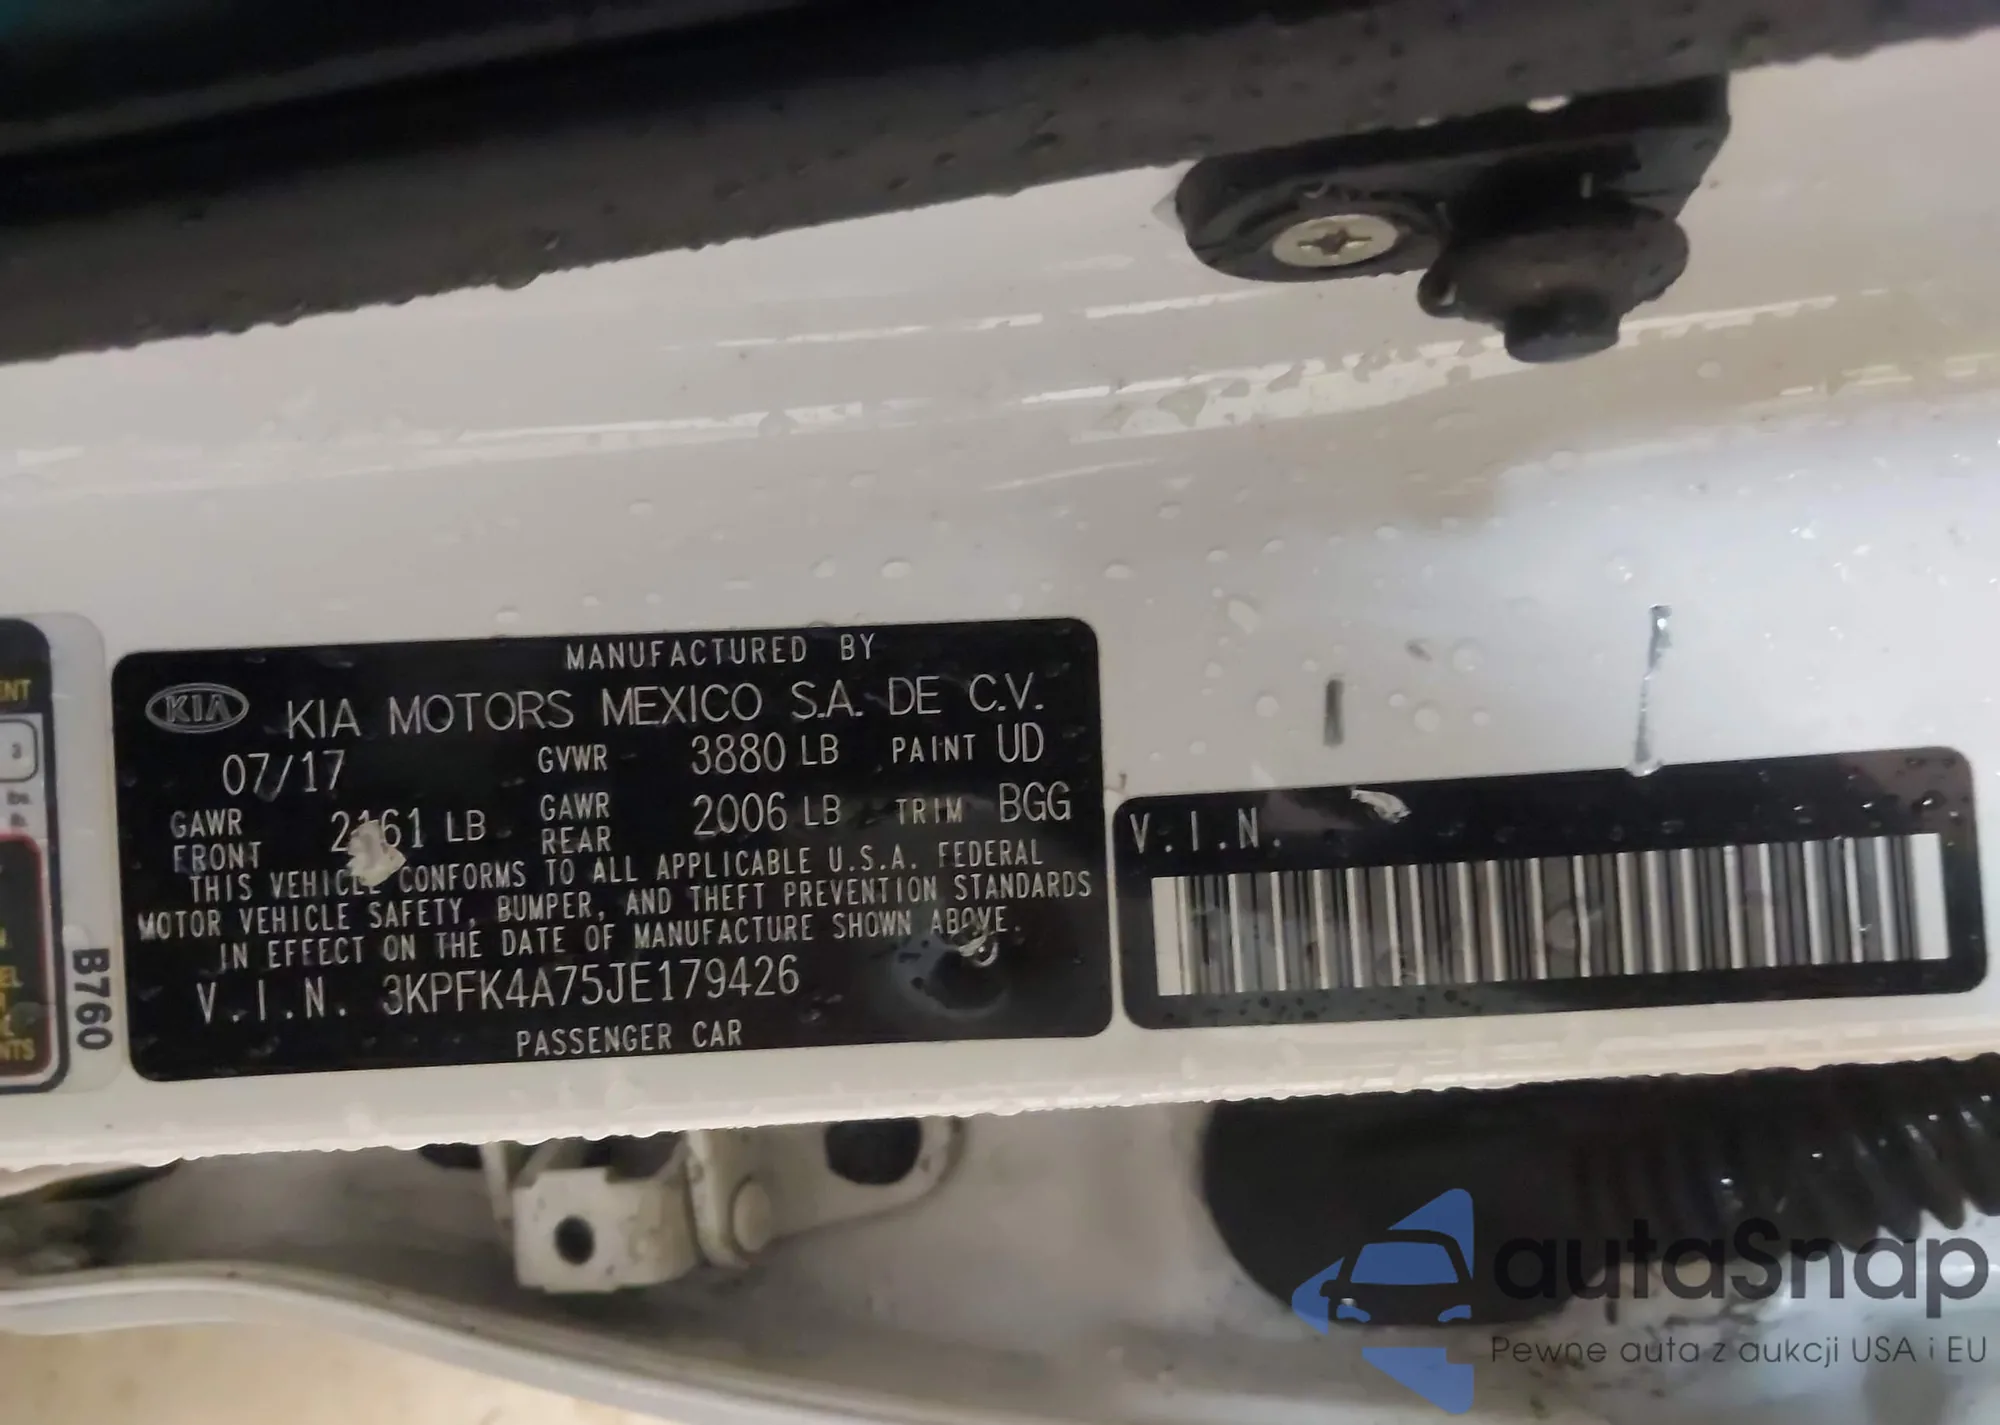 MANUFACTURED BY
KIA KIA MOTORS MEXICO S.A. DE C.V.
07/17 GVWR 3880 LB PAINT UD
GAWR FRONT 2161 LB GAWR REAR 2006 LB TRIM BGG
THIS VEHICLE CONFORMS TO ALL APPLICABLE U.S.A. FEDERAL
MOTOR VEHICLE SAFETY, BUMPER, AND THEFT PREVENTION STANDARDS
IN EFFECT ON THE DATE OF MANUFACTURE SHOWN ABOVE.
V.I.N. 3KPFK4A75JE179426
PASSENGER CAR
V.I.N.
B760
3
lbs.
autaSnap
Pewne auta z aukcji USA i EU